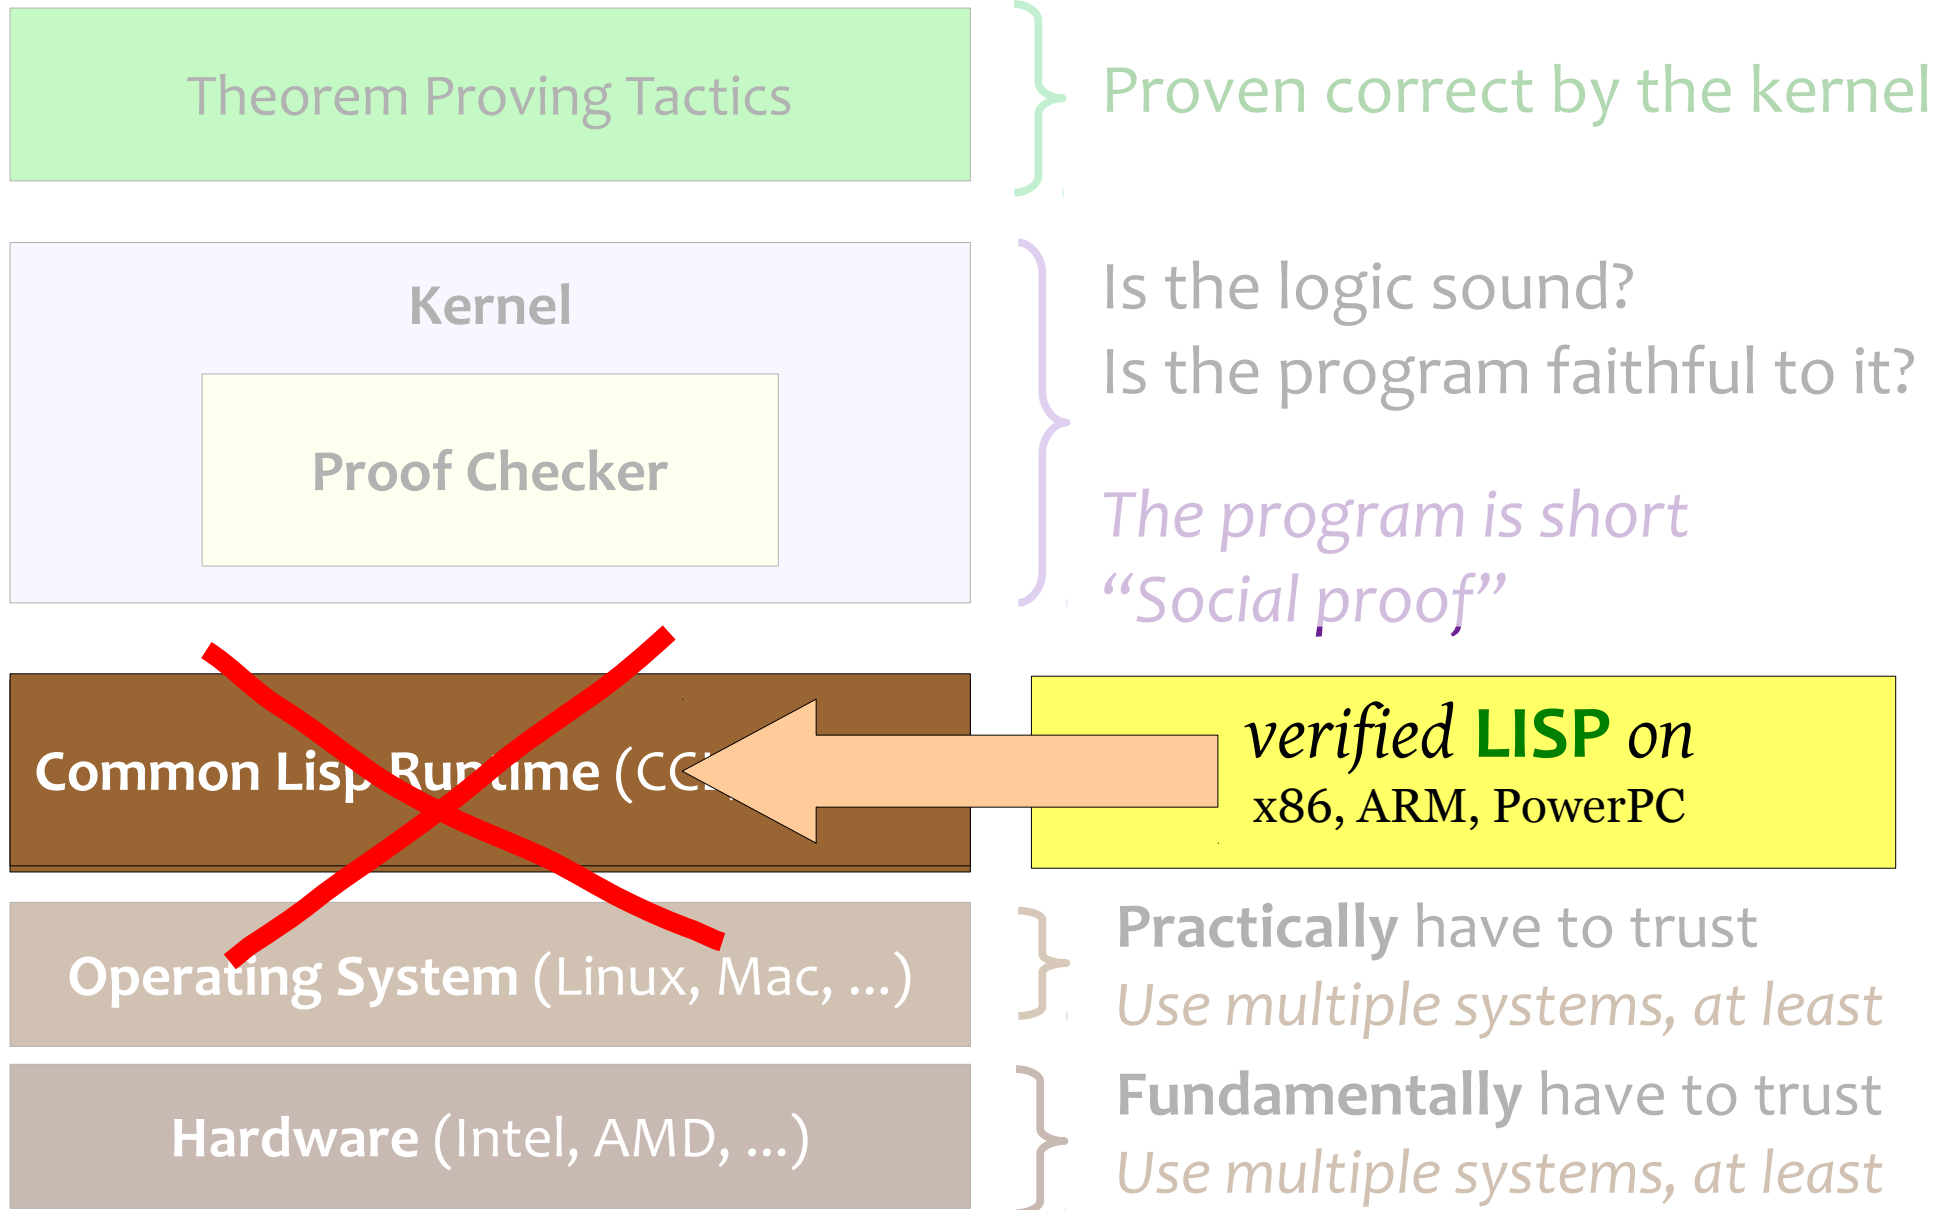 Theorem Proving Tactics
Proven correct by the kernel
Kernel
Proof Checker
Is the logic sound?
Is the program faithful to it?
The program is short
“Social proof”
Common Lisp Runtime
verified LISP on
x86, ARM, PowerPC
Operating System (Linux, Mac, ...)
Practically have to trust
Use multiple systems, at least
Hardware (Intel, AMD, ...)
Fundamentally have to trust
Use multiple systems, at least